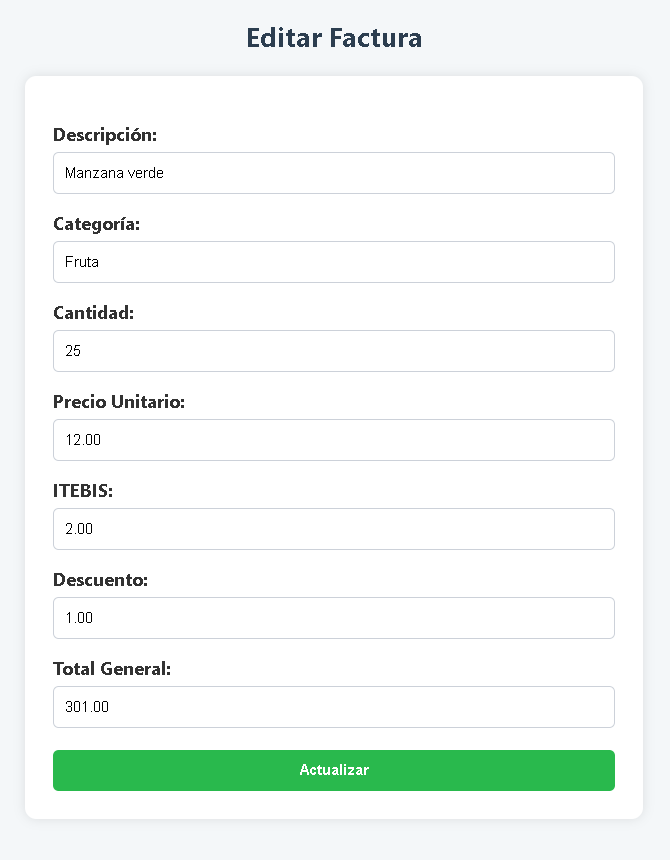 Editar Factura
Descripción:
Manzana verde
Categoría:
Fruta
Cantidad:
25
Precio Unitario:
12.00
ITEBIS:
2.00
Descuento:
1.00
Total General:
301.00
Actualizar